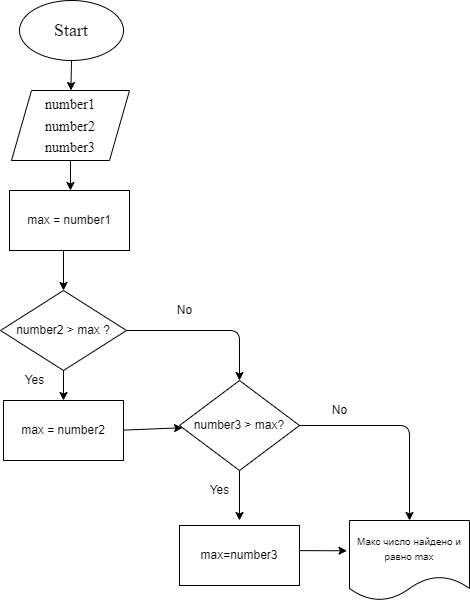 Start
number1
number2
number3
max = number1
number2 > max ?
No
Yes
max = number2
number3 > max?
No
Yes
max=number3
Макс число найдено и
равно max